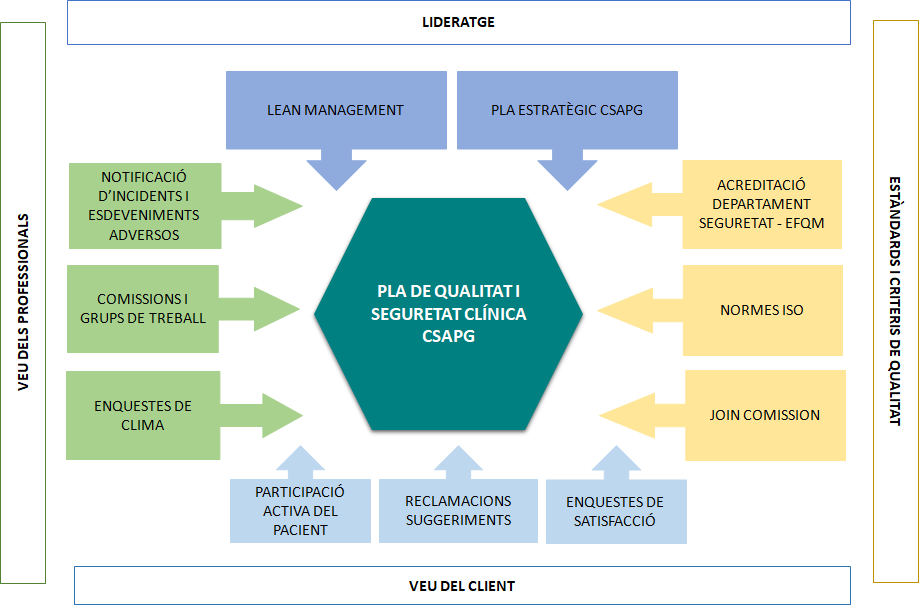 LIDERATGE
LEAN MANAGEMENT
PLA ESTRATÈGIC CSAPG
VEU DELS PROFESSIONALS
NOTIFICACIÓ
D'INCIDENTS I
ESDEVENIMENTS
ADVERSOS
COMISSIONS I
GRUPS DE TREBALL
ENQUESTES DE
CLIMA
PLA DE QUALITAT I
SEGURETAT CLÍNICA
CSAPG
ACREDITACIÓ
DEPARTAMENT
SEGURETAT - EFQM
NORMES ISO
JOIN COMISSION
ESTÀNDARDS I CRITERIS DE QUALITAT
PARTICIPACIÓ
ACTIVA DEL
PACIENT
RECLAMACIONS
SUGGERIMENTS
ENQUESTES DE
SATISFACCIÓ
VEU DEL CLIENT